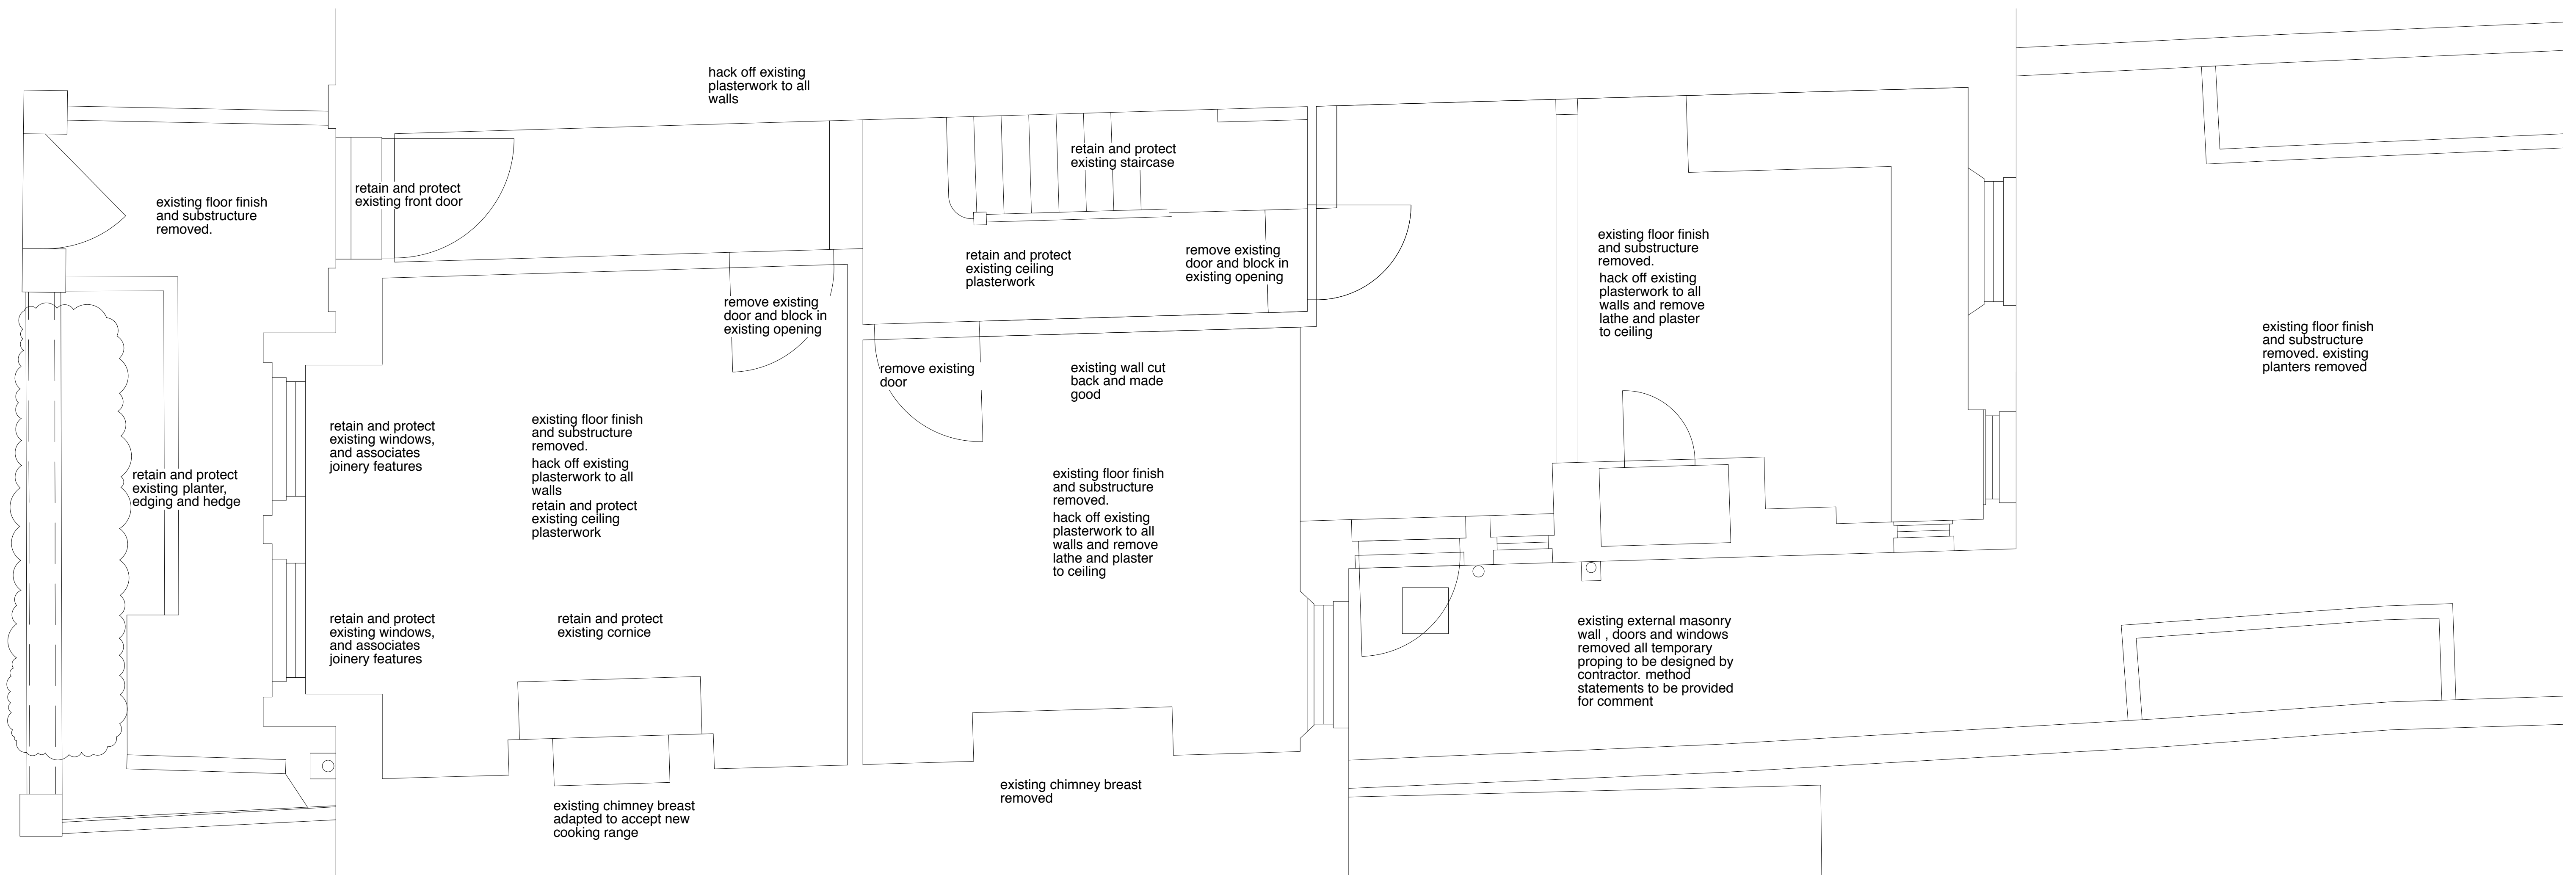 hack off existing
plasterwork to all
walls
retain and protect
existing staircase
retain and protect
existing front door
existing floor finish
and substructure
removed.
retain and protect
existing ceiling
plasterwork
remove existing
door and block in
existing opening
existing floor finish
and substructure
removed.
hack off existing
plasterwork to all
walls and remove
lathe and plaster
to ceiling
remove existing
door and block in
existing opening
existing floor finish
and substructure
removed. existing
planters removed
remove existing
door
existing wall cut
back and made
good
retain and protect
existing windows,
and associates
joinery features
existing floor finish
and substructure
removed.
hack off existing
plasterwork to all
walls
retain and protect
existing ceiling
plasterwork
retain and protect
existing planter,
edging and hedge
existing floor finish
and substructure
removed.
hack off existing
plasterwork to all
walls and remove
lathe and plaster
to ceiling
retain and protect
existing windows,
and associates
joinery features
retain and protect
existing cornice
existing external masonry
wall , doors and windows
removed all temporary
proping to be designed by
contractor. method
statements to be provided
for comment
existing chimney breast
removed
existing chimney breast
adapted to accept new
cooking range